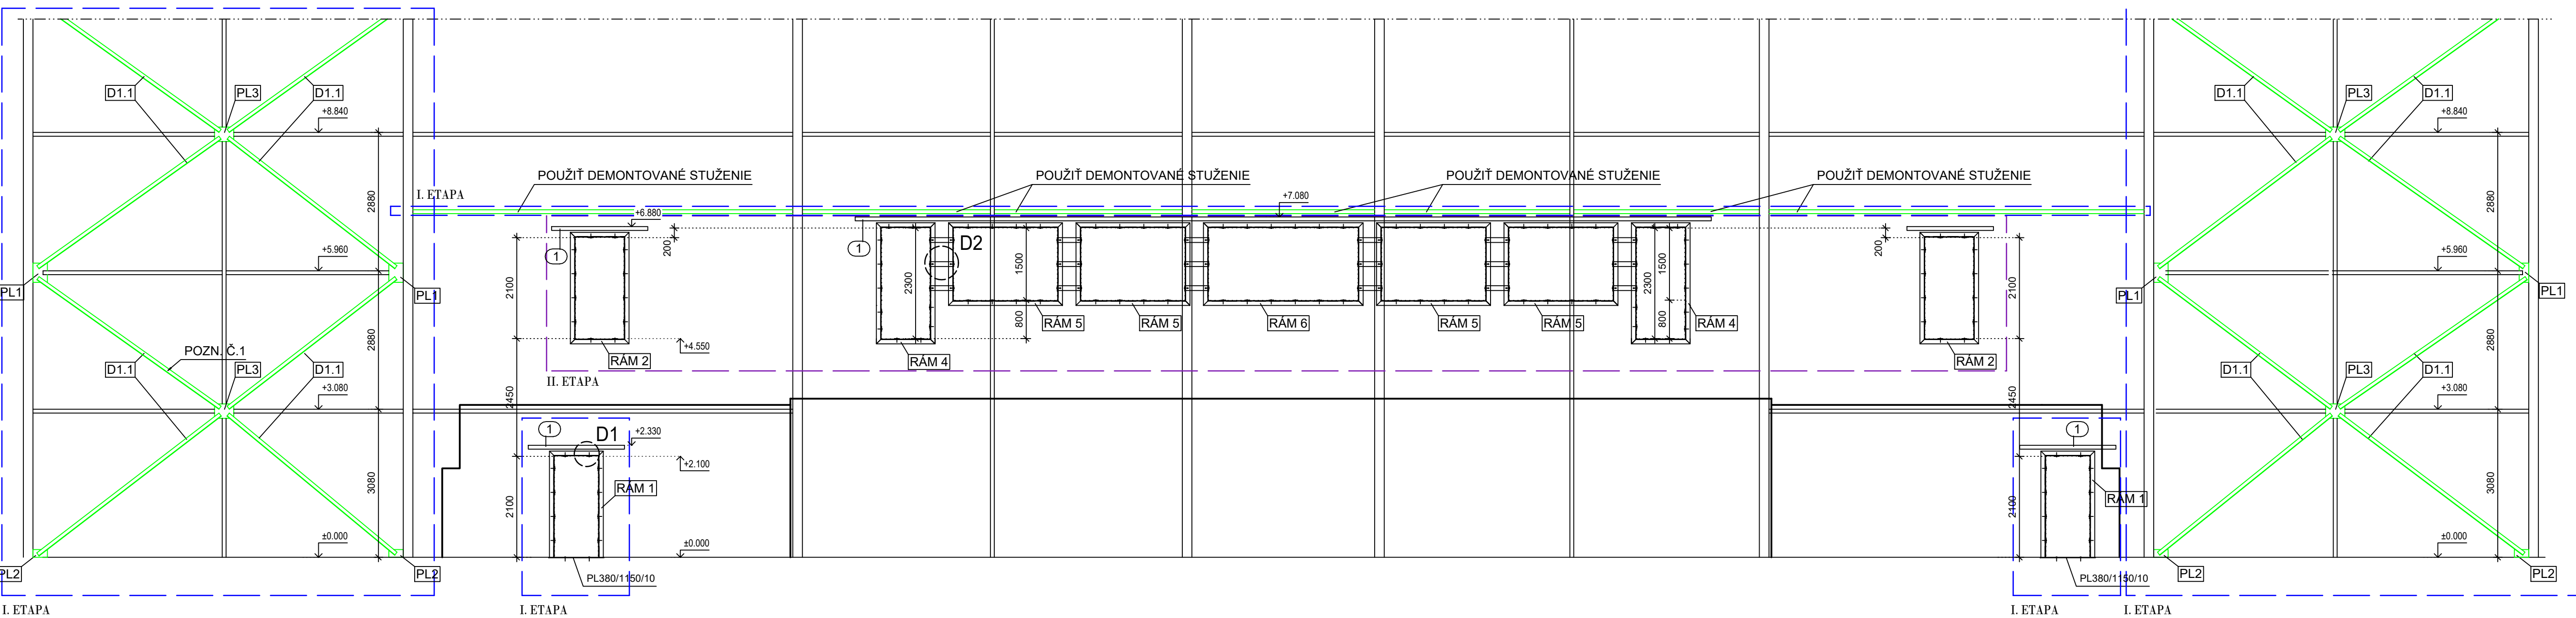 D1.1
PL3
D1.1
+8.840
2880
+5.960
PL1
PL1
2880
POZN. Č.1
D1.1
PL3
D1.1
+3.080
3080
±0.000
PL2
PL2
I. ETAPA
I. ETAPA
POUŽIŤ DEMONTOVANÉ STUŽENIE
POUŽIŤ DEMONTOVANÉ STUŽENIE
POUŽIŤ DEMONTOVANÉ STUŽENIE
POUŽIŤ DEMONTOVANÉ STUŽENIE
+6.880
+7.080
1
200
2100
+4.550
RÁM 2
II. ETAPA
2450
1
D2
2300
1500
800
RÁM 4
RÁM 5
RÁM 5
RÁM 6
RÁM 5
RÁM 5
2300
1500
800
RÁM 4
200
2100
RÁM 2
2450
1
D1
+2.330
+2.100
2100
RÁM 1
±0.000
PL380/1150/10
I. ETAPA
1
2100
RÁM 1
PL380/1150/10
I. ETAPA
D1.1
PL3
D1.1
+8.840
2880
+5.960
PL1
PL1
2880
D1.1
PL3
D1.1
+3.080
3080
±0.000
PL2
PL2
I. ETAPA